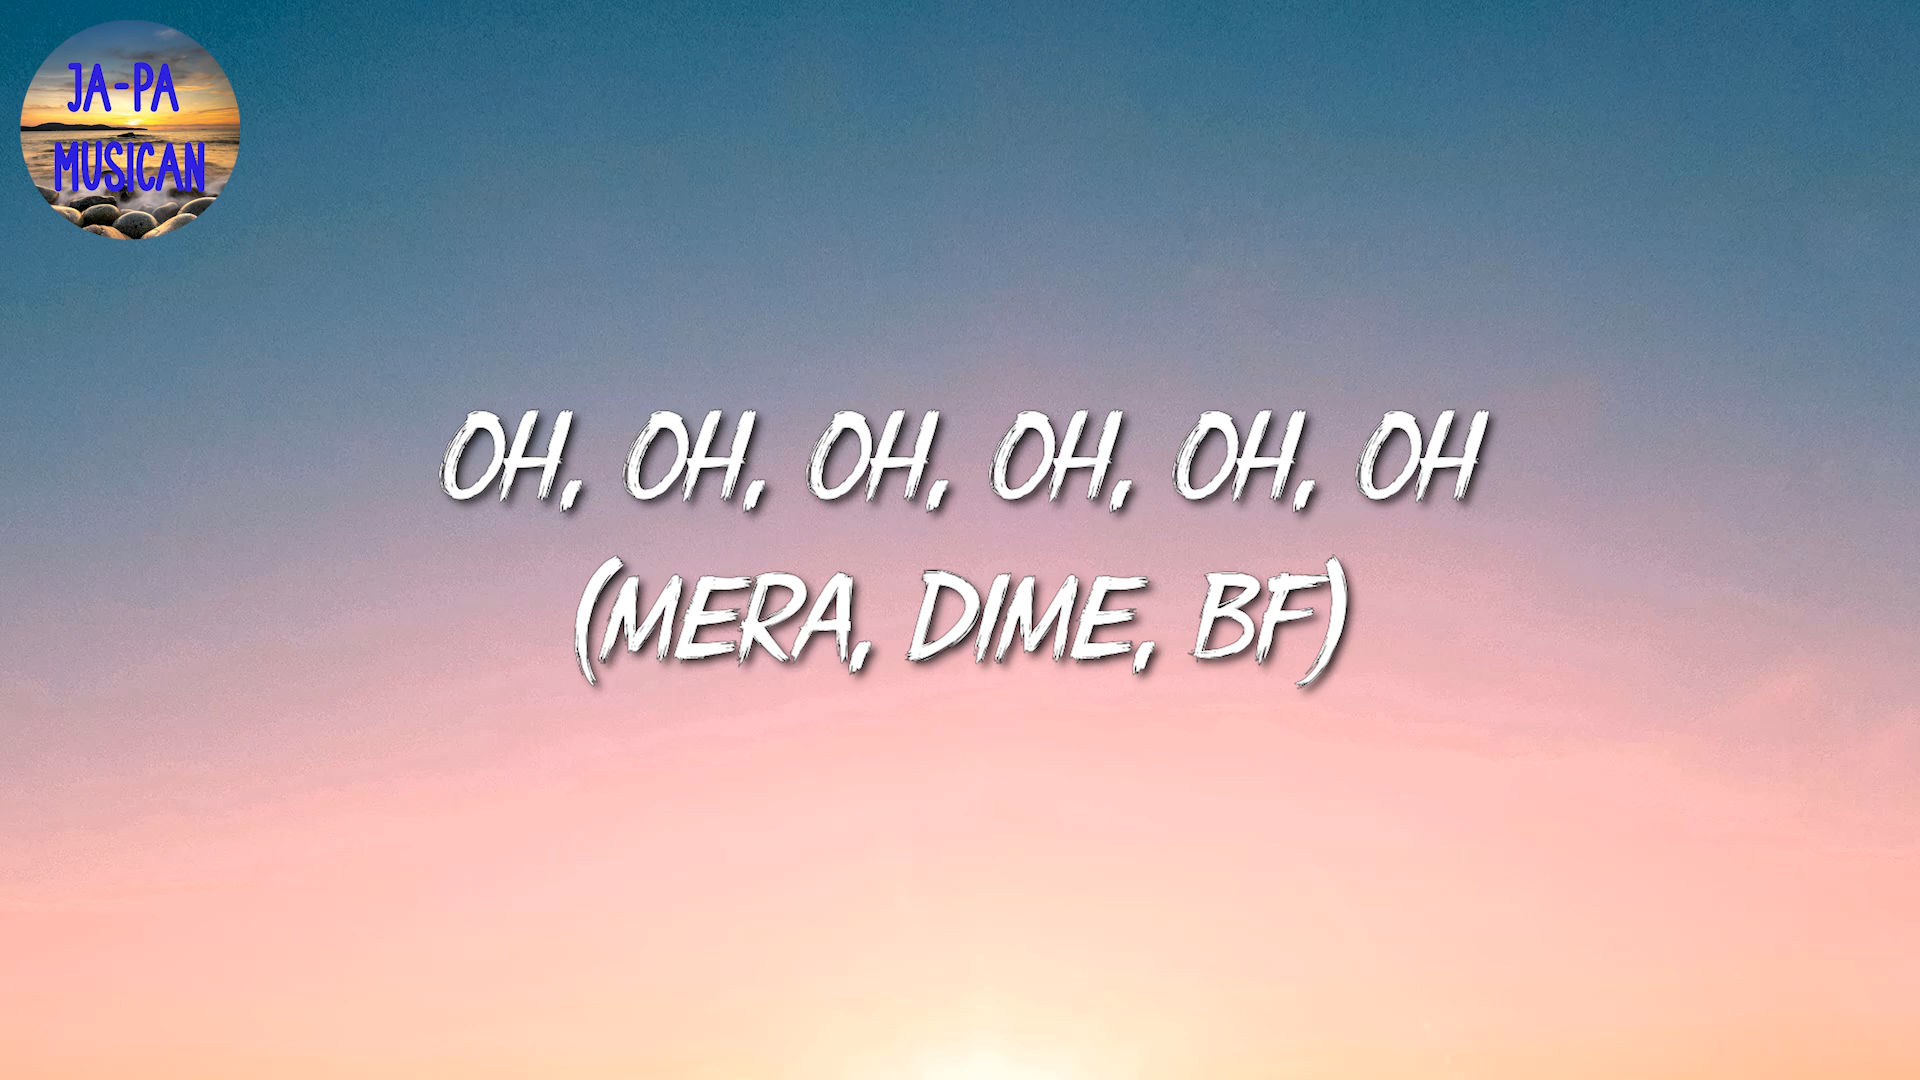 JA-PA
MUSICAN
OH, OH, OH, OH, OH, OH
(MERA, DIME, BF)